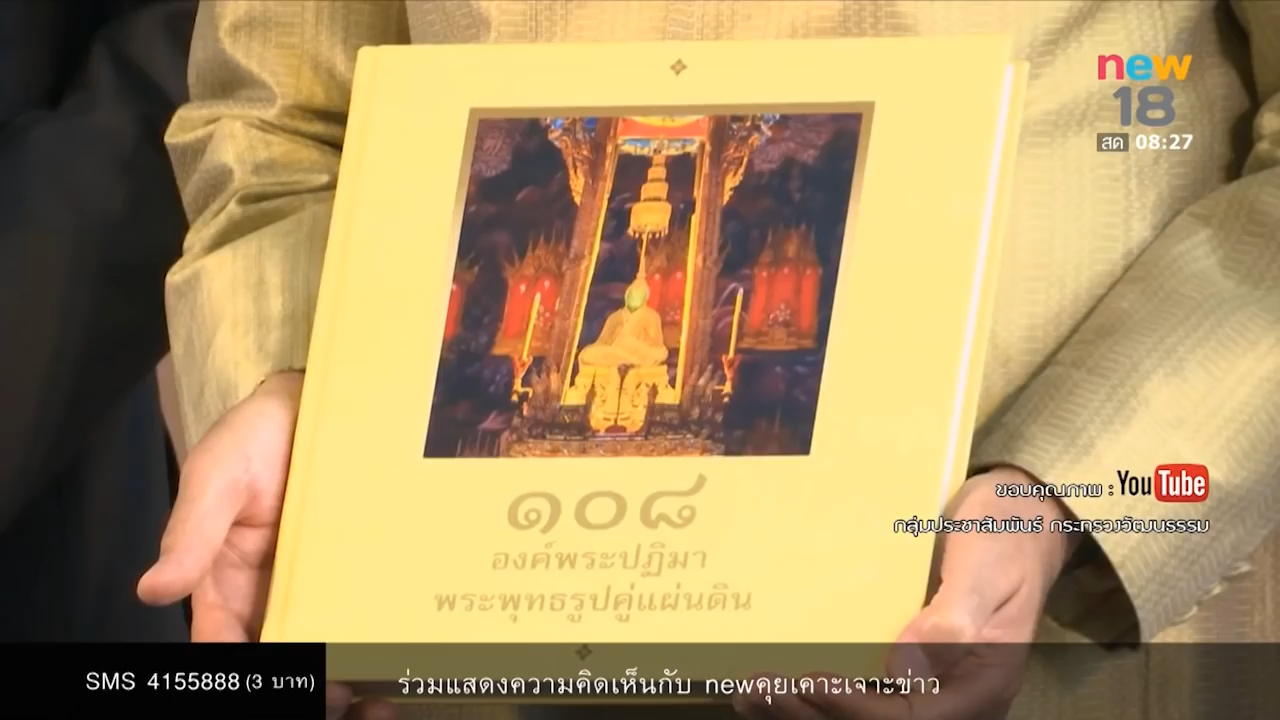 new
18
สด 08:27
๑๐๘
องค์พระปฏิมา
พระพุทธรูปคู่แผ่นดิน
ขอบคุณภาพ : YouTube
กลุ่มประชาสัมพันธ์ กระทรวงวัฒนธรรม
SMS 4155888 (3 บาท)
ร่วมแสดงความคิดเห็นกับ newคุยเคาะเจาะข่าว